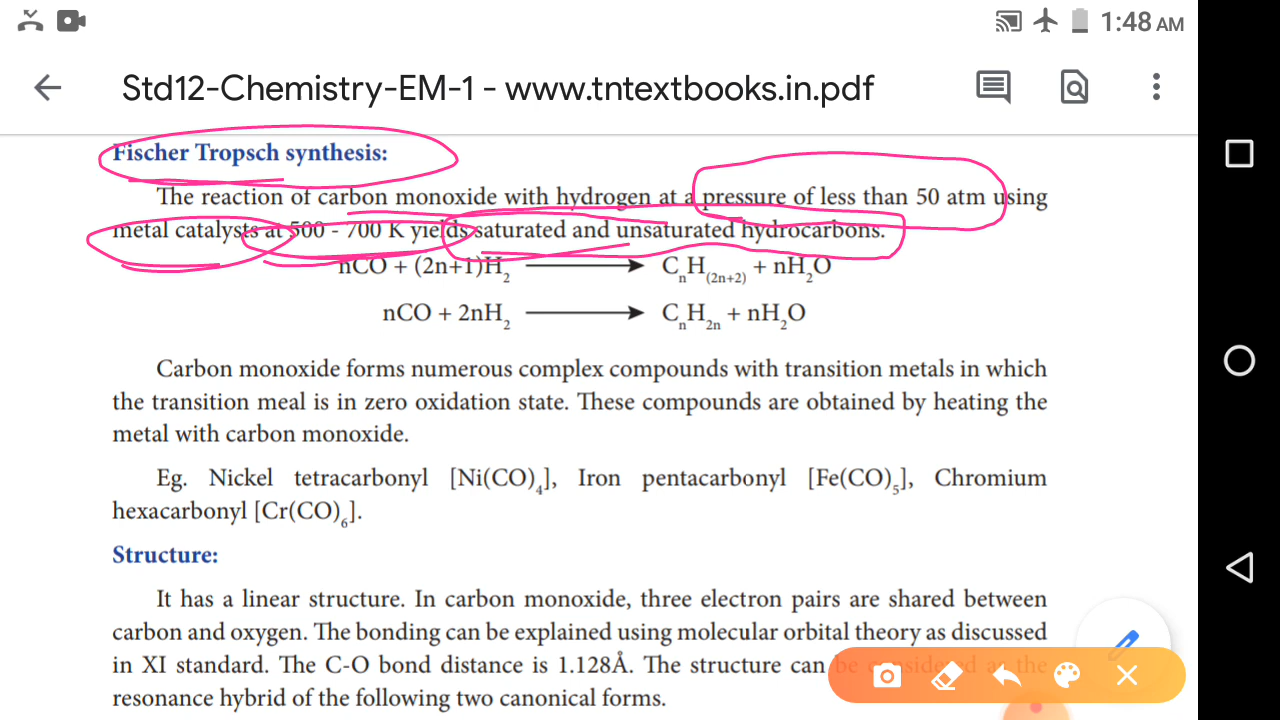 1:48 AM
Std12-Chemistry-EM-1 - www.tntextbooks.in.pdf
Fischer Tropsch synthesis:
The reaction of carbon monoxide with hydrogen at a pressure of less than 50 atm using
metal catalysts at 500 - 700 K yields saturated and unsaturated hydrocarbons.
nCO + (2n+1)H₂ ⟶ CₙH₍₂ₙ₊₂₎ + nH₂O
nCO + 2nH₂ ⟶ CₙH₂ₙ + nH₂O
Carbon monoxide forms numerous complex compounds with transition metals in which
the transition meal is in zero oxidation state. These compounds are obtained by heating the
metal with carbon monoxide.
Eg. Nickel tetracarbonyl [Ni(CO)₄], Iron pentacarbonyl [Fe(CO)₅], Chromium
hexacarbonyl [Cr(CO)₆].
Structure:
It has a linear structure. In carbon monoxide, three electron pairs are shared between
carbon and oxygen. The bonding can be explained using molecular orbital theory as discussed
in XI standard. The C-O bond distance is 1.128Å. The structure can be considered as the
resonance hybrid of the following two canonical forms.